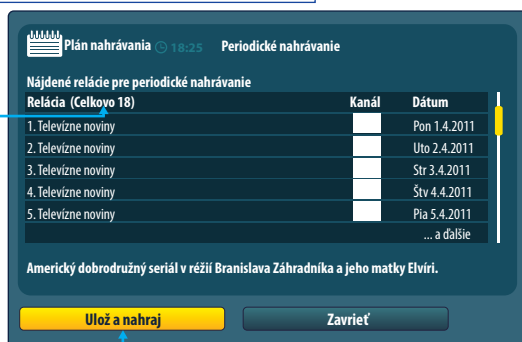 Plán nahrávania 18:25 Periodické nahrávanie
Nájdené relácie pre periodické nahrávanie
Relácia (Celkovo 18) Kanál Dátum
1. Televízne noviny Pon 1.4.2011
2. Televízne noviny Uto 2.4.2011
3. Televízne noviny Str 3.4.2011
4. Televízne noviny Štv 4.4.2011
5. Televízne noviny Pia 5.4.2011
... a ďalšie
Americký dobrodružný seriál v réžií Branislava Záhradníka a jeho matky Elvíri.
Ulož a nahraj Zavrieť